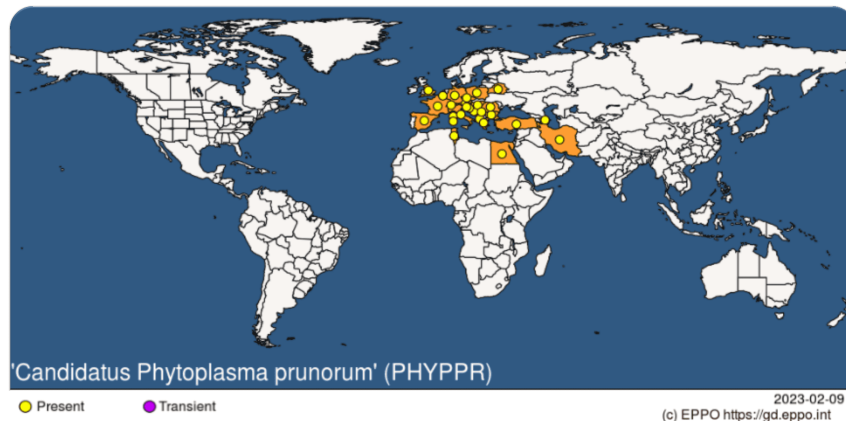 'Candidatus Phytoplasma prunorum' (PHYPPR)
Present
Transient
2023-02-09
(c) EPPO https://gd.eppo.int